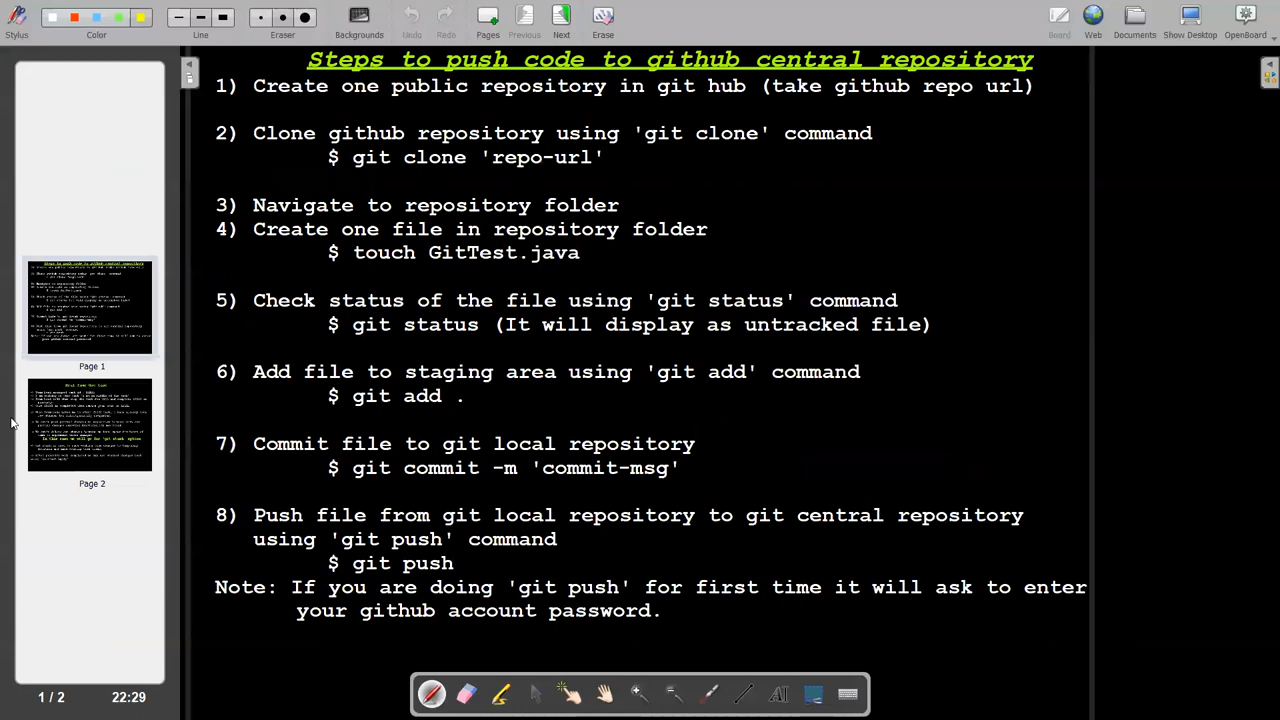 Stylus
Color
Line
Eraser
Backgrounds
Undo
Redo
Pages
Previous
Next
Erase
Board
Web
Documents
Show Desktop
OpenBoard
Steps to push code to github central repository
1) Create one public repository in git hub (take github repo url)
2) Clone github repository using 'git clone' command
$ git clone 'repo-url'
3) Navigate to repository folder
4) Create one file in repository folder
$ touch GitTest.java
5) Check status of the file using 'git status' command
$ git status (It will display as untracked file)
6) Add file to staging area using 'git add' command
$ git add .
7) Commit file to git local repository
$ git commit -m 'commit-msg'
8) Push file from git local repository to git central repository
using 'git push' command
$ git push
Note: If you are doing 'git push' for first time it will ask to enter
your github account password.
Page 1
Page 2
1 / 2
22:29